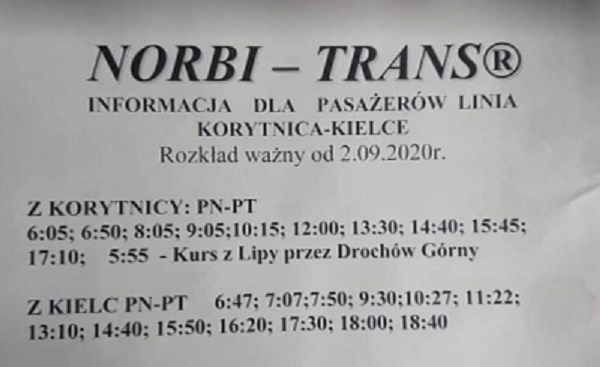 NORBI – TRANS®
INFORMACJA DLA PASAŻERÓW LINIA
KORYTNICA-KIELCE
Rozkład ważny od 2.09.2020r.
Z KORYTNICY: PN-PT
6:05; 6:50; 8:05; 9:05;10:15; 12:00; 13:30; 14:40; 15:45;
17:10; 5:55 - Kurs z Lipy przez Drochów Górny
Z KIELC PN-PT 6:47; 7:07;7:50; 9:30;10:27; 11:22;
13:10; 14:40; 15:50; 16:20; 17:30; 18:00; 18:40